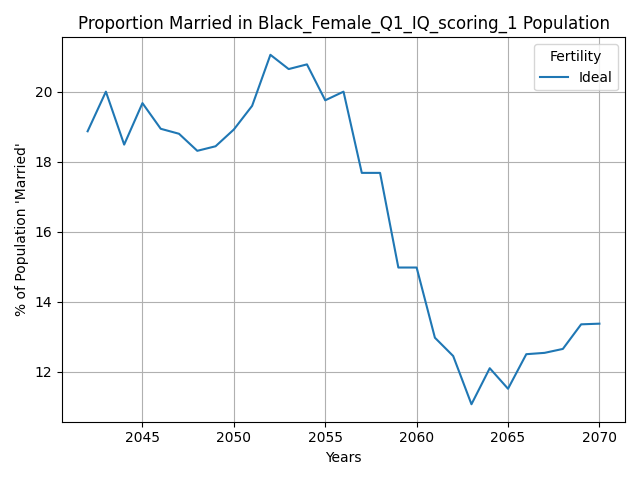 Proportion Married in Black_Female_Q1_IQ_scoring_1 Population
Fertility
Ideal
% of Population 'Married'
20
18
16
14
12
2045
2050
2055
2060
2065
2070
Years